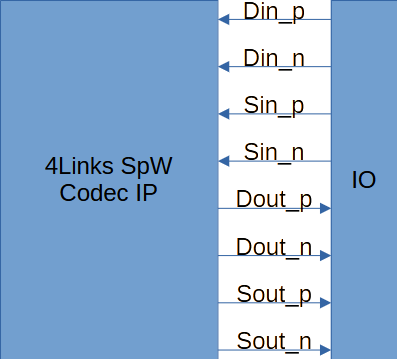 Din_p
Din_n
Sin_p
Sin_n
4Links SpW
Codec IP
IO
Dout_p
Dout_n
Sout_p
Sout_n